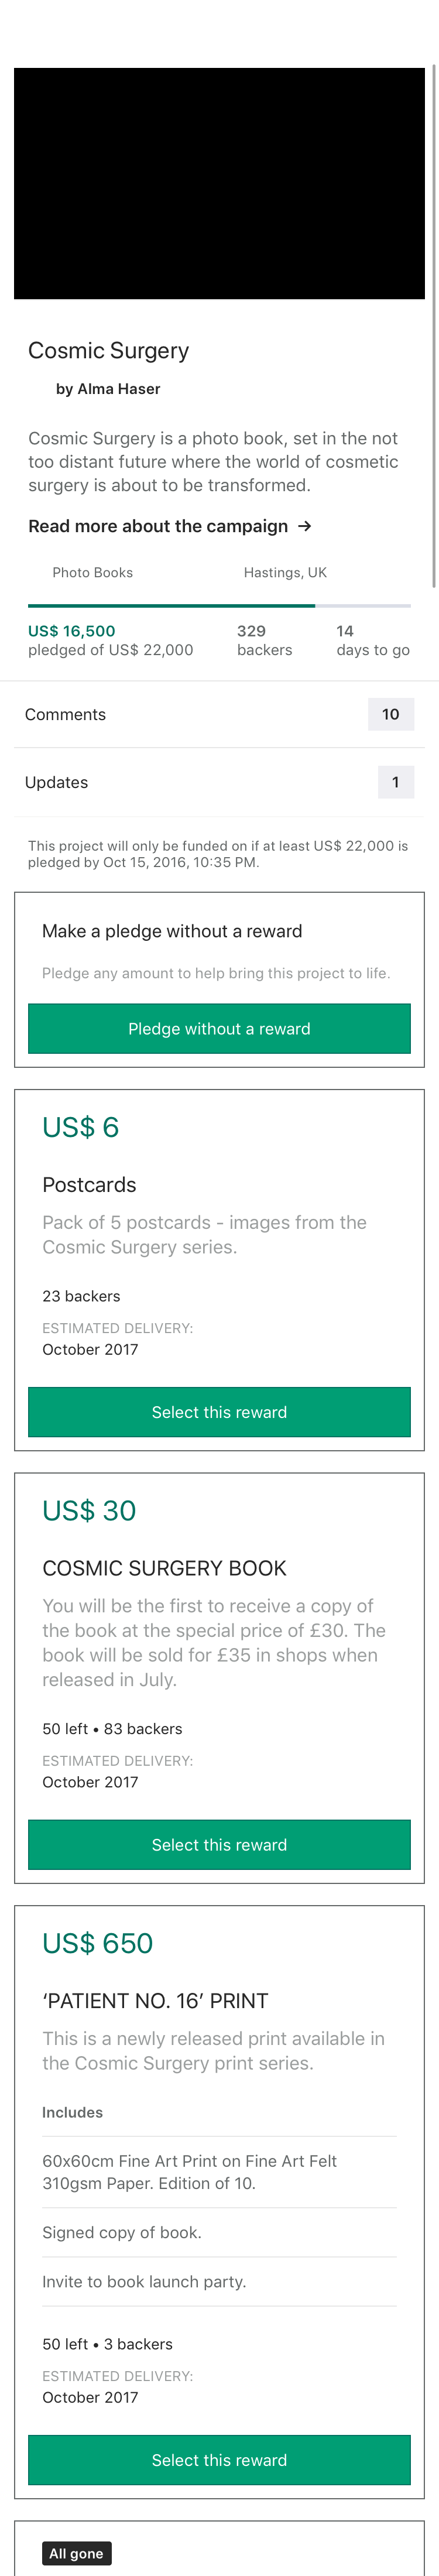 Cosmic Surgery
by Alma Haser
Cosmic Surgery is a photo book, set in the not
too distant future where the world of cosmetic
surgery is about to be transformed.
Read more about the campaign →
Photo Books
Hastings, UK
US$ 16,500
pledged of US$ 22,000
329
backers
14
days to go
Comments
10
Updates
1
This project will only be funded on if at least US$ 22,000 is
pledged by Oct 15, 2016, 10:35 PM.
Make a pledge without a reward
Pledge any amount to help bring this project to life.
Pledge without a reward
US$ 6
Postcards
Pack of 5 postcards - images from the
Cosmic Surgery series.
23 backers
ESTIMATED DELIVERY:
October 2017
Select this reward
US$ 30
COSMIC SURGERY BOOK
You will be the first to receive a copy of
the book at the special price of £30. The
book will be sold for £35 in shops when
released in July.
50 left • 83 backers
ESTIMATED DELIVERY:
October 2017
Select this reward
US$ 650
‘PATIENT NO. 16’ PRINT
This is a newly released print available in
the Cosmic Surgery print series.
Includes
60x60cm Fine Art Print on Fine Art Felt
310gsm Paper. Edition of 10.
Signed copy of book.
Invite to book launch party.
50 left • 3 backers
ESTIMATED DELIVERY:
October 2017
Select this reward
All gone